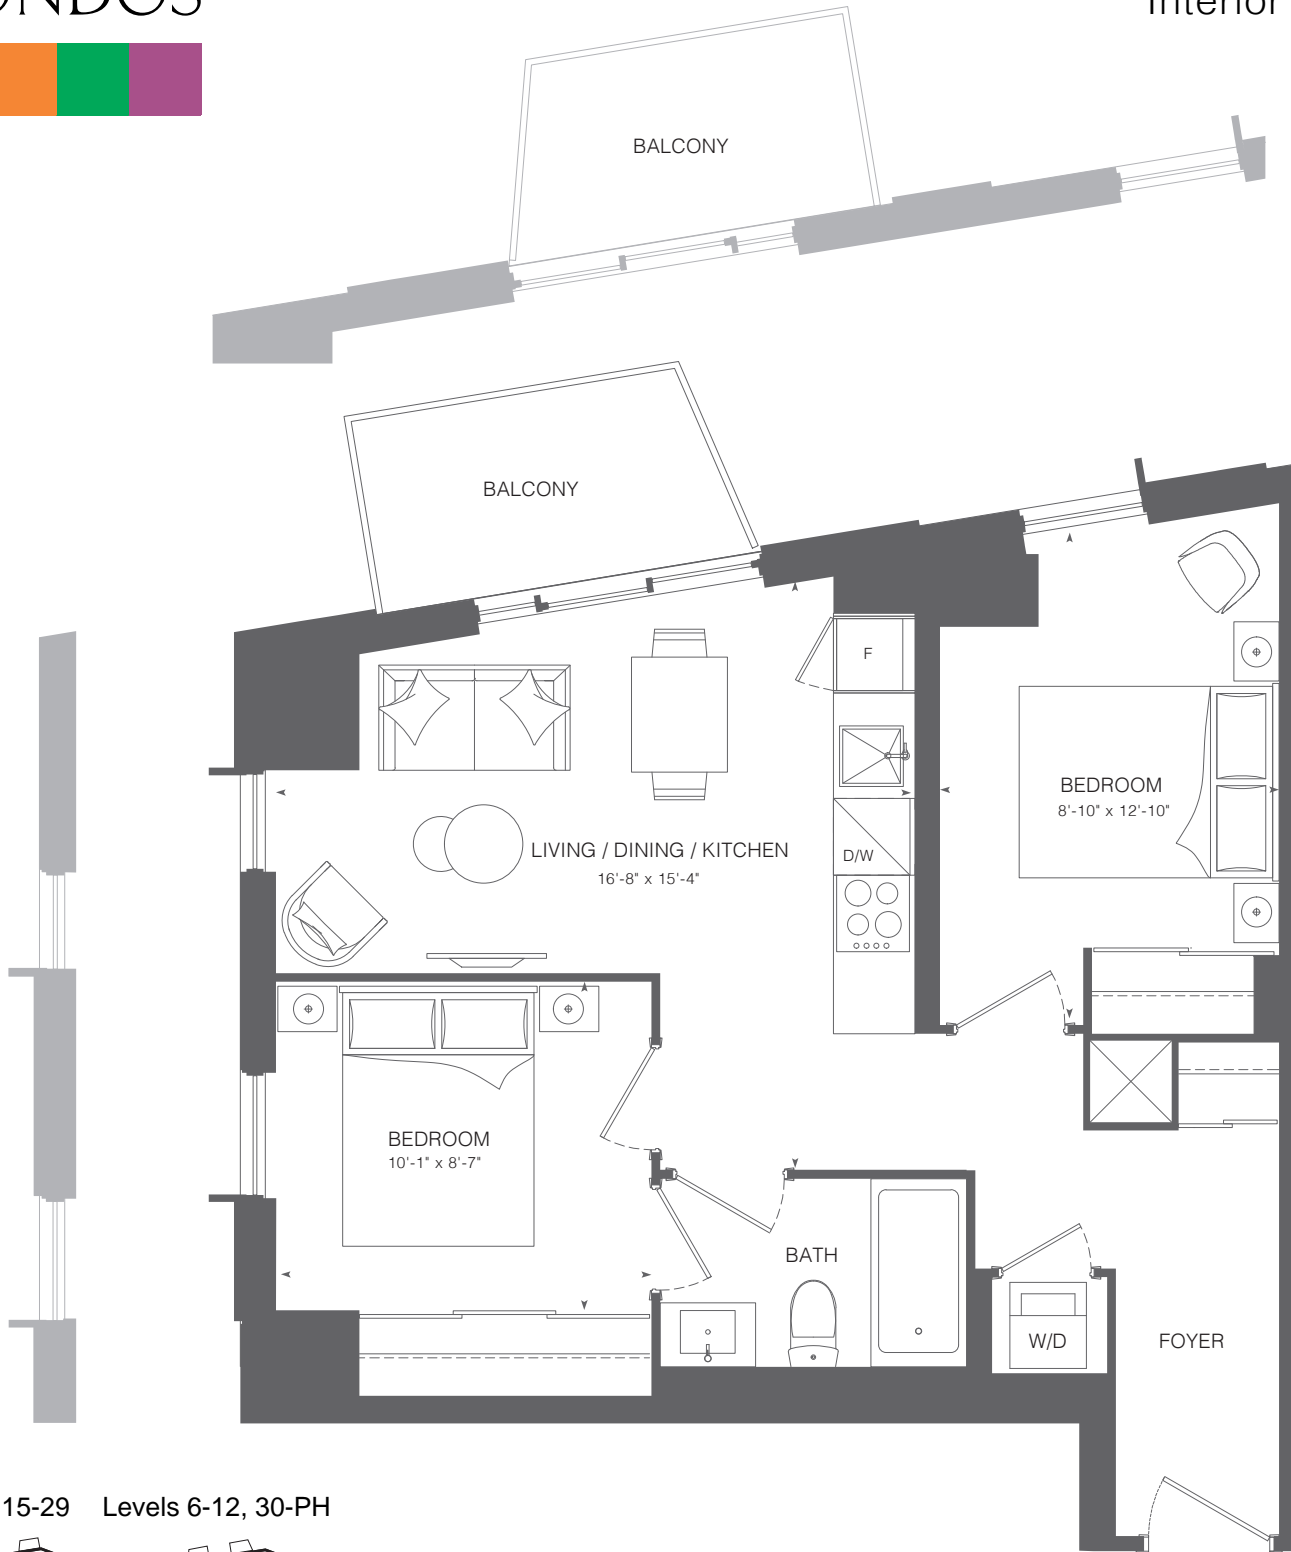 Interior
BALCONY
BALCONY
F
BEDROOM
8'-10" x 12'-10"
LIVING / DINING / KITCHEN
16'-8" x 15'-4"
D/W
BEDROOM
10'-1" x 8'-7"
BATH
W/D
FOYER
15-29 Levels 6-12, 30-PH